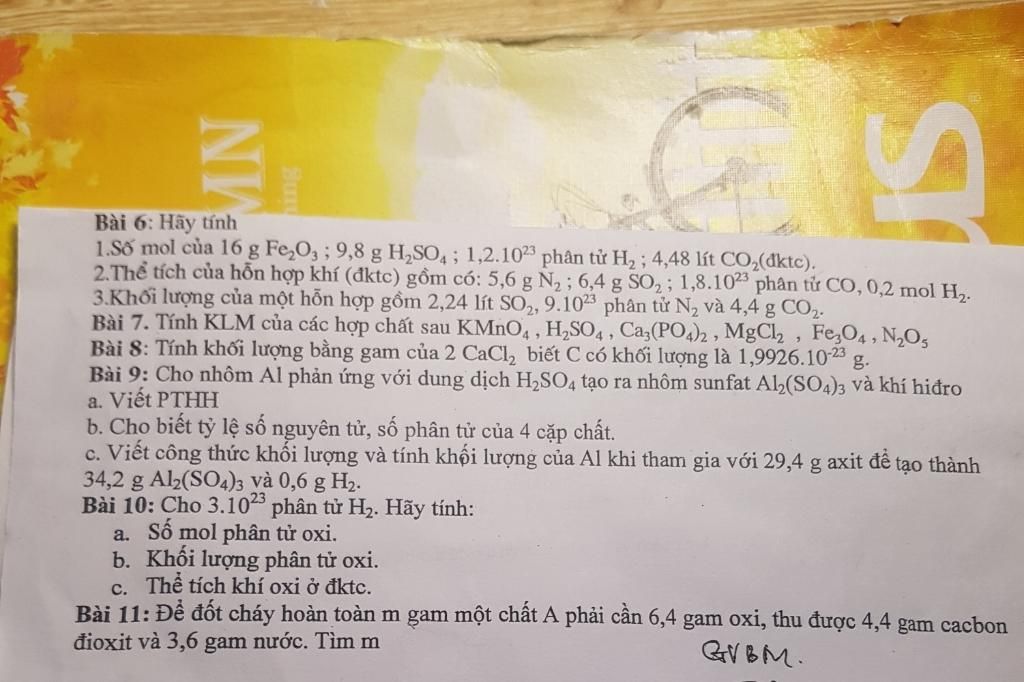 MN
ning
US
Bài 6: Hãy tính
1.Số mol của 16 g Fe₂O₃ ; 9,8 g H₂SO₄ ; 1,2.10²³ phân tử H₂ ; 4,48 lít CO₂(đktc).
2.Thể tích của hỗn hợp khí (đktc) gồm có: 5,6 g N₂ ; 6,4 g SO₂ ; 1,8.10²³ phân tử CO, 0,2 mol H₂.
3.Khối lượng của một hỗn hợp gồm 2,24 lít SO₂, 9.10²³ phân tử N₂ và 4,4 g CO₂.
Bài 7. Tính KLM của các hợp chất sau KMnO₄ , H₂SO₄ , Ca₃(PO₄)₂ , MgCl₂ , Fe₃O₄ , N₂O₅
Bài 8: Tính khối lượng bằng gam của 2 CaCl₂ biết C có khối lượng là 1,9926.10⁻²³ g.
Bài 9: Cho nhôm Al phản ứng với dung dịch H₂SO₄ tạo ra nhôm sunfat Al₂(SO₄)₃ và khí hiđro
a. Viết PTHH
b. Cho biết tỷ lệ số nguyên tử, số phân tử của 4 cặp chất.
c. Viết công thức khối lượng và tính khối lượng của Al khi tham gia với 29,4 g axit để tạo thành
34,2 g Al₂(SO₄)₃ và 0,6 g H₂.
Bài 10: Cho 3.10²³ phân tử H₂. Hãy tính:
a. Số mol phân tử oxi.
b. Khối lượng phân tử oxi.
c. Thể tích khí oxi ở đktc.
Bài 11: Để đốt cháy hoàn toàn m gam một chất A phải cần 6,4 gam oxi, thu được 4,4 gam cacbon
đioxit và 3,6 gam nước. Tìm m
GVBM.